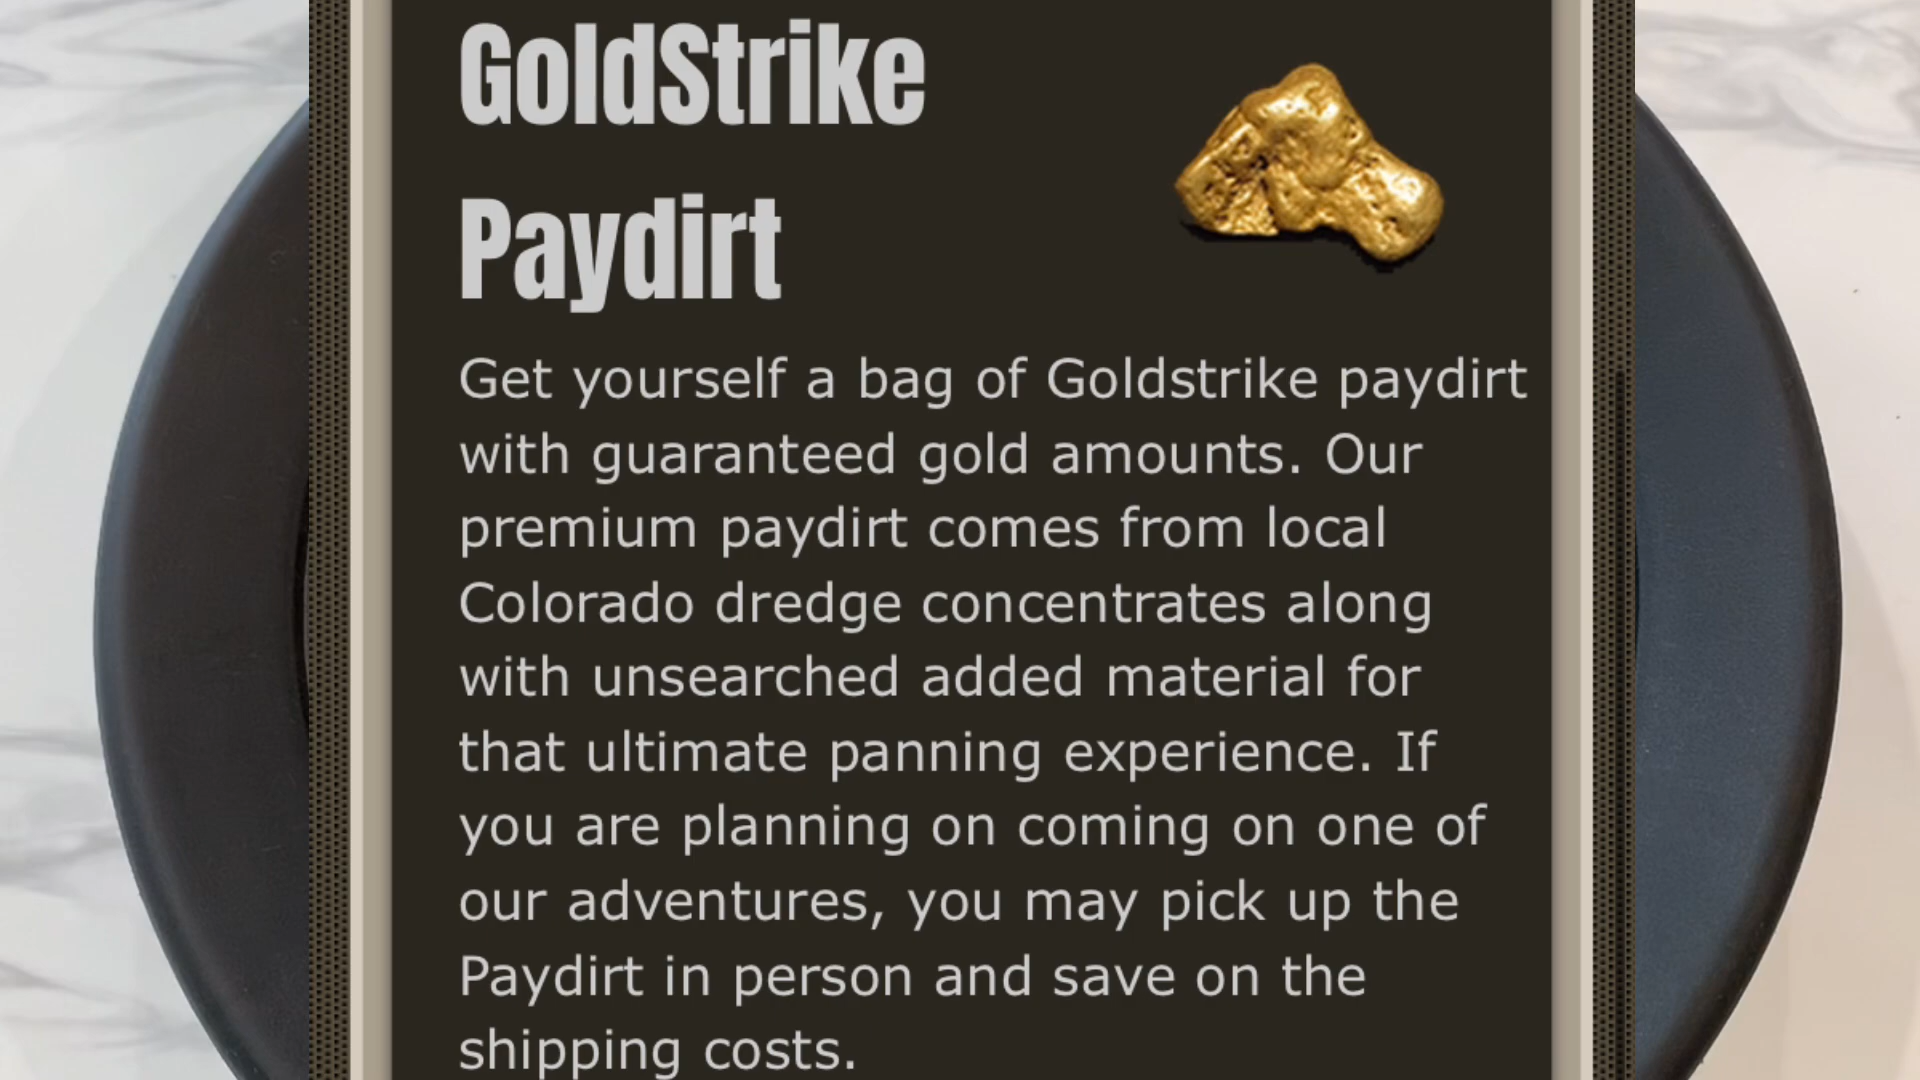 GoldStrike
Paydirt
Get yourself a bag of Goldstrike paydirt
with guaranteed gold amounts. Our
premium paydirt comes from local
Colorado dredge concentrates along
with unsearched added material for
that ultimate panning experience. If
you are planning on coming on one of
our adventures, you may pick up the
Paydirt in person and save on the
shipping costs.